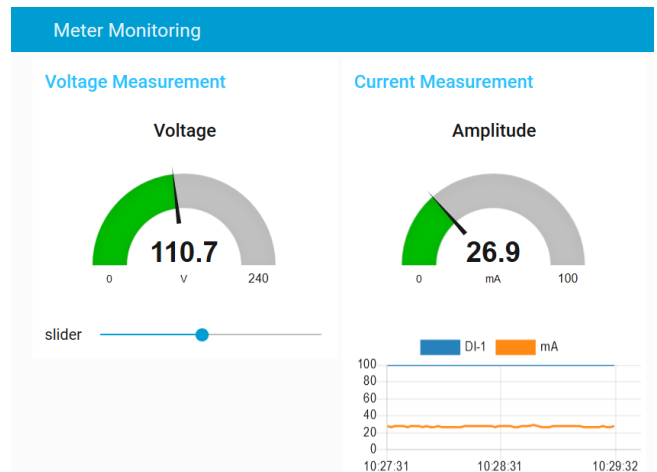 Meter Monitoring
Voltage Measurement
Voltage
110.7
0 V 240
slider
Current Measurement
Amplitude
26.9
0 mA 100
DI-1 mA
100
80
60
40
20
0
10:27:31 10:28:31 10:29:32